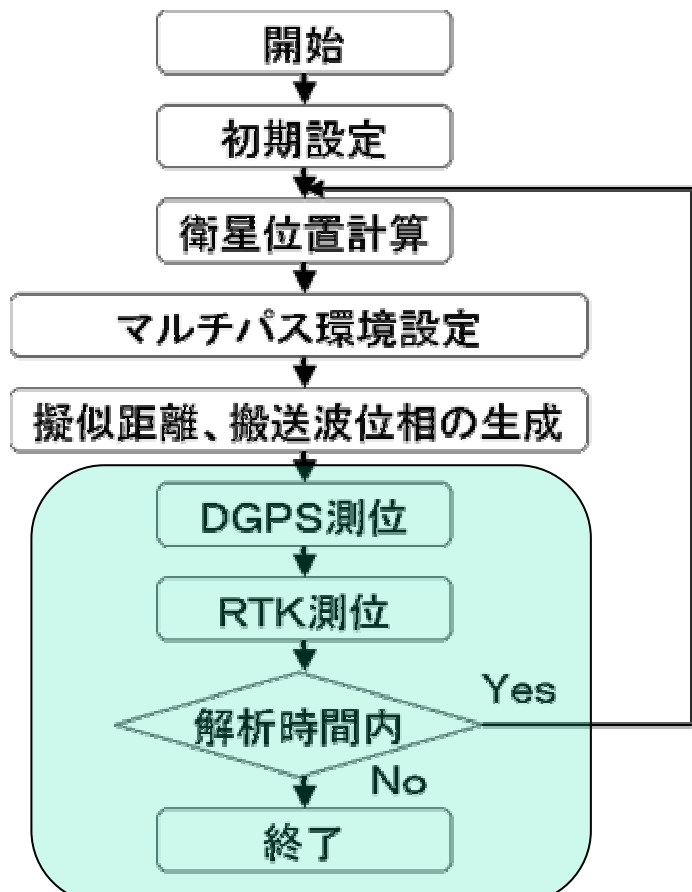 開始
初期設定
衛星位置計算
マルチパス環境設定
擬似距離、搬送波位相の生成
DGPS測位
RTK測位
Yes
解析時間内
No
終了